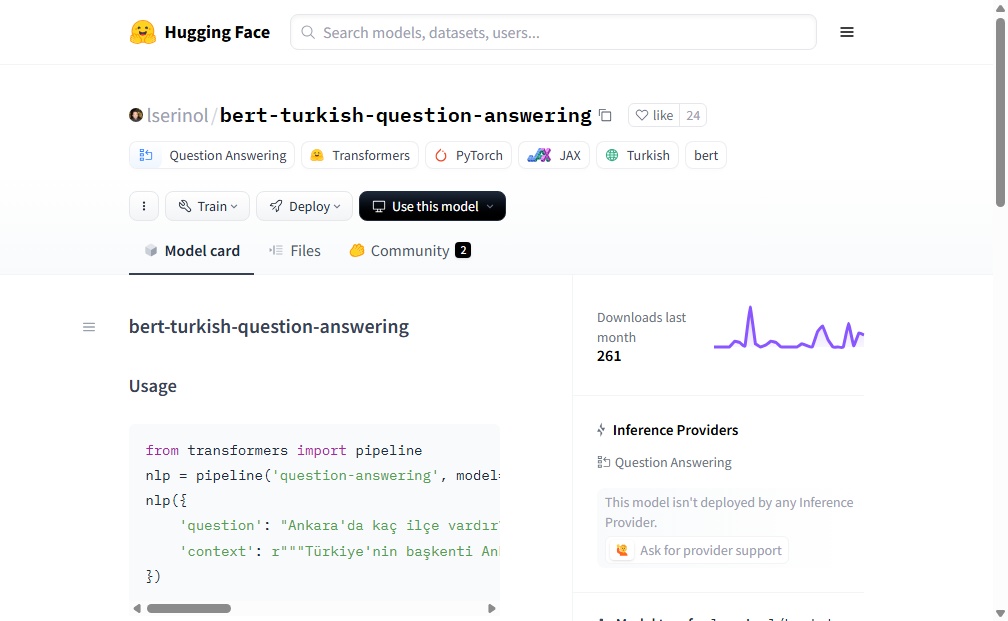 Hugging Face
Search models, datasets, users...
lserinol/bert-turkish-question-answering
like 24
Question Answering Transformers PyTorch JAX Turkish bert
Train Deploy Use this model
Model card Files Community 2
bert-turkish-question-answering
Usage
from transformers import pipeline
nlp = pipeline('question-answering', model=
nlp({
'question': "Ankara'da kaç ilçe vardır
'context': r"""Türkiye'nin başkenti
})
Downloads last
month
261
Inference Providers
Question Answering
This model isn't deployed by any Inference
Provider.
Ask for provider support